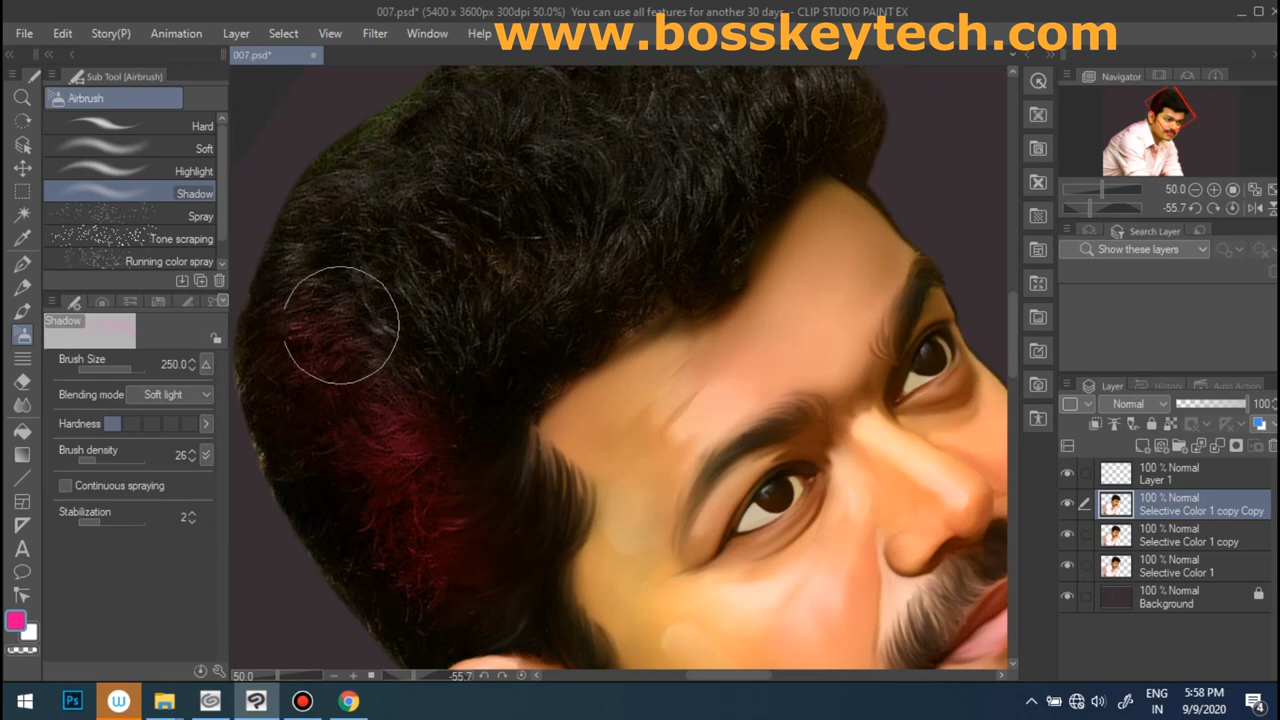 007.psd* (5400 x 3600px 300dpi 50.0%) You can use all features for another 30 days. - CLIP STUDIO PAINT EX
www.bosskeytech.com
File Edit Story(P) Animation Layer Select View Filter Window Help
007.psd*
Sub Tool [Airbrush]
Airbrush
Hard
Soft
Highlight
Shadow
Spray
Tone scraping
Running color spray
Shadow
Brush Size 250.0
Blending mode Soft light
Hardness
Brush density 26
Continuous spraying
Stabilization 2
50.0 -55.7
Navigator
50.0
-55.7
Search Layer
Show these layers
Layer History Auto Action
Normal 100
100 % Normal
Layer 1
100 % Normal
Selective Color 1 copy Copy
100 % Normal
Selective Color 1 copy
100 % Normal
Selective Color 1
100 % Normal
Background
Ps
ENG
IN
5:58 PM
9/9/2020
4